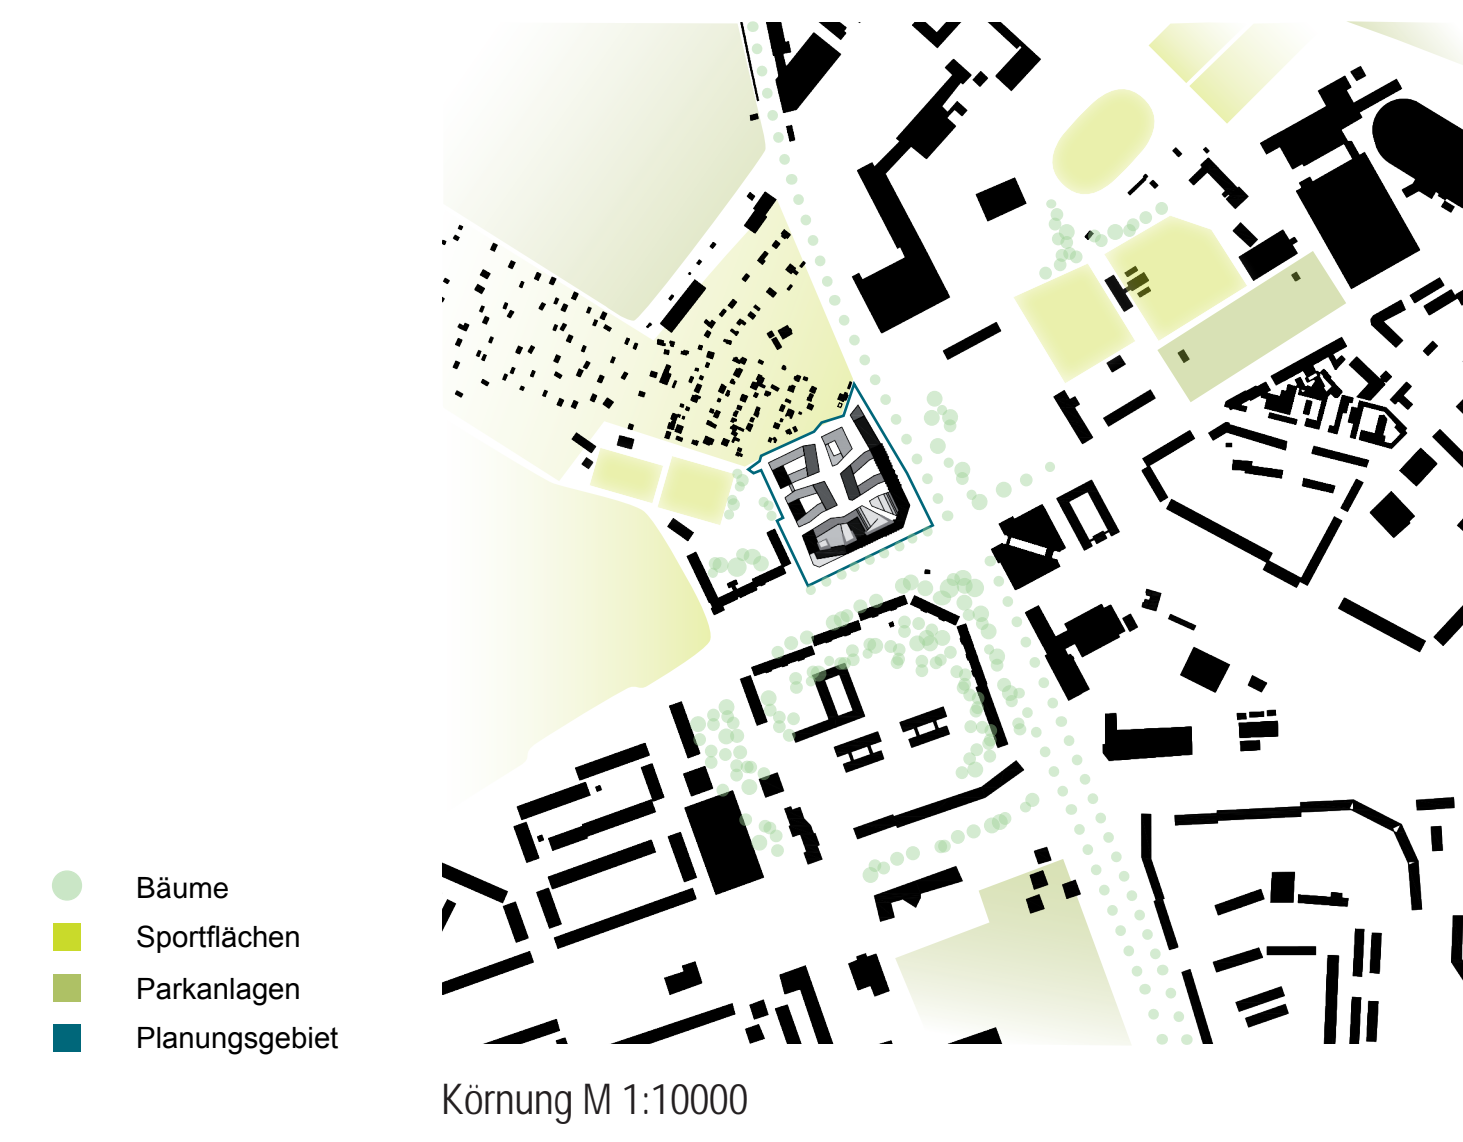 Bäume
Sportflächen
Parkanlagen
Planungsgebiet
Körnung M 1:10000